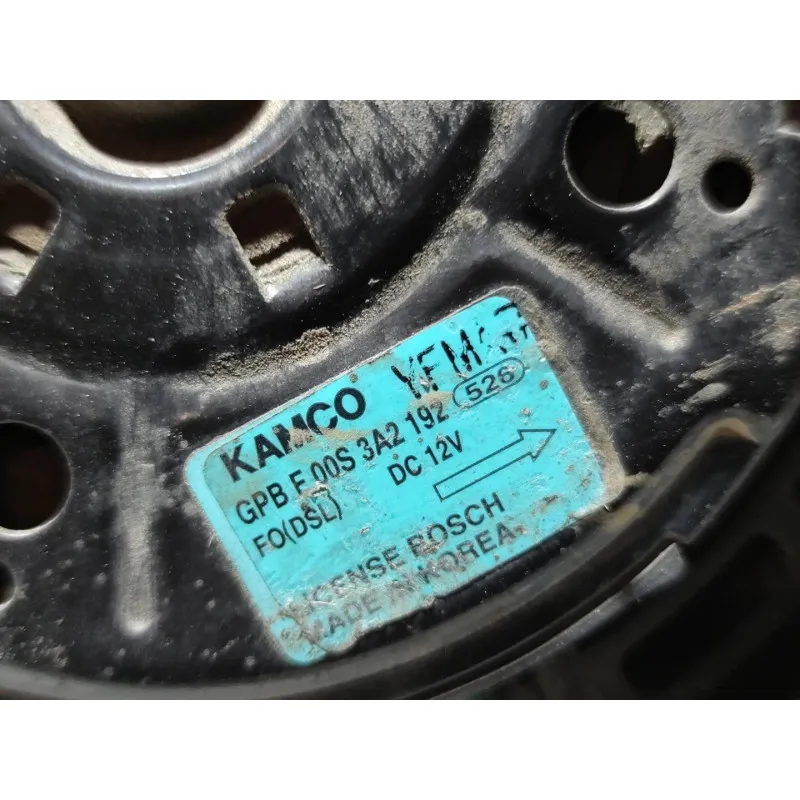 KAMCO
GPB F 00S 3A2 192 526
FO(DSL) DC 12V
LICENSE BOSCH
MADE IN KOREA